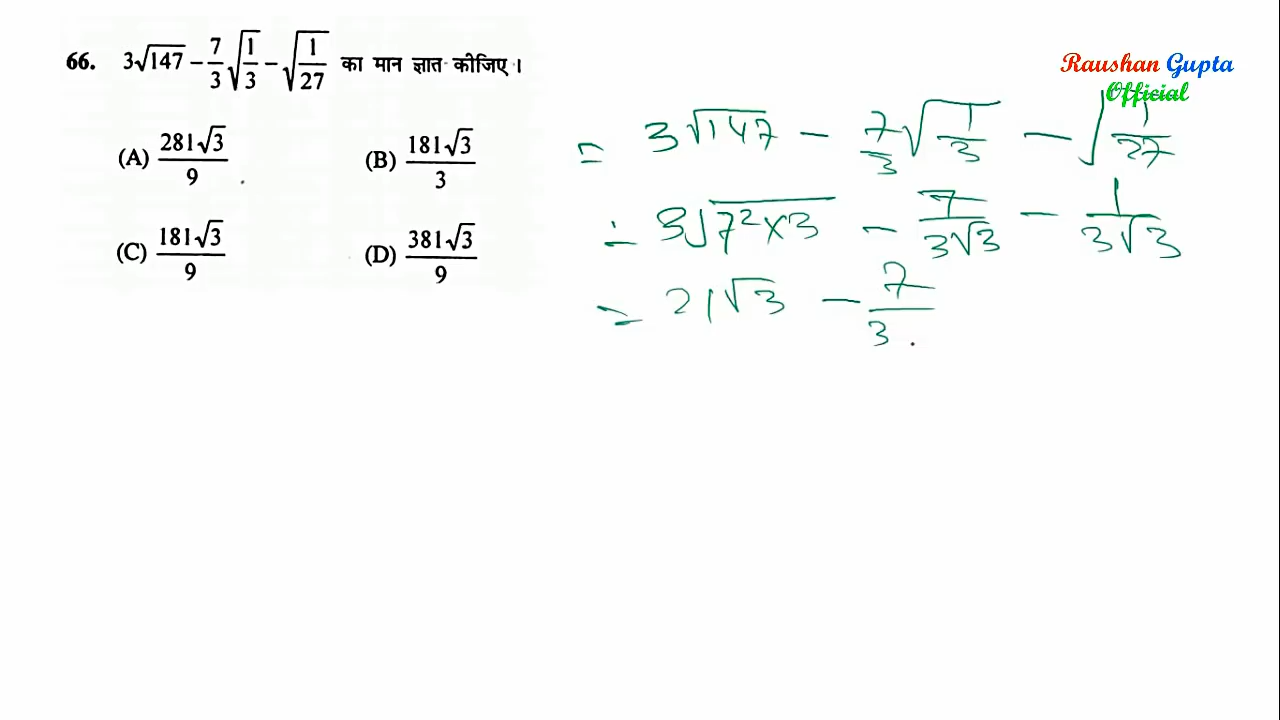 66. 3√147 − 7/3 √(1/3) − √(1/27) का मान ज्ञात कीजिए ।
(A) 281√3/9
(B) 181√3/3
(C) 181√3/9
(D) 381√3/9
Raushan Gupta
Official
= 3√147 − 7/3 √(1/3) − √(1/27)
= 3√(7² × 3) − 7/(3√3) − 1/(3√3)
= 21√3 − 7/3